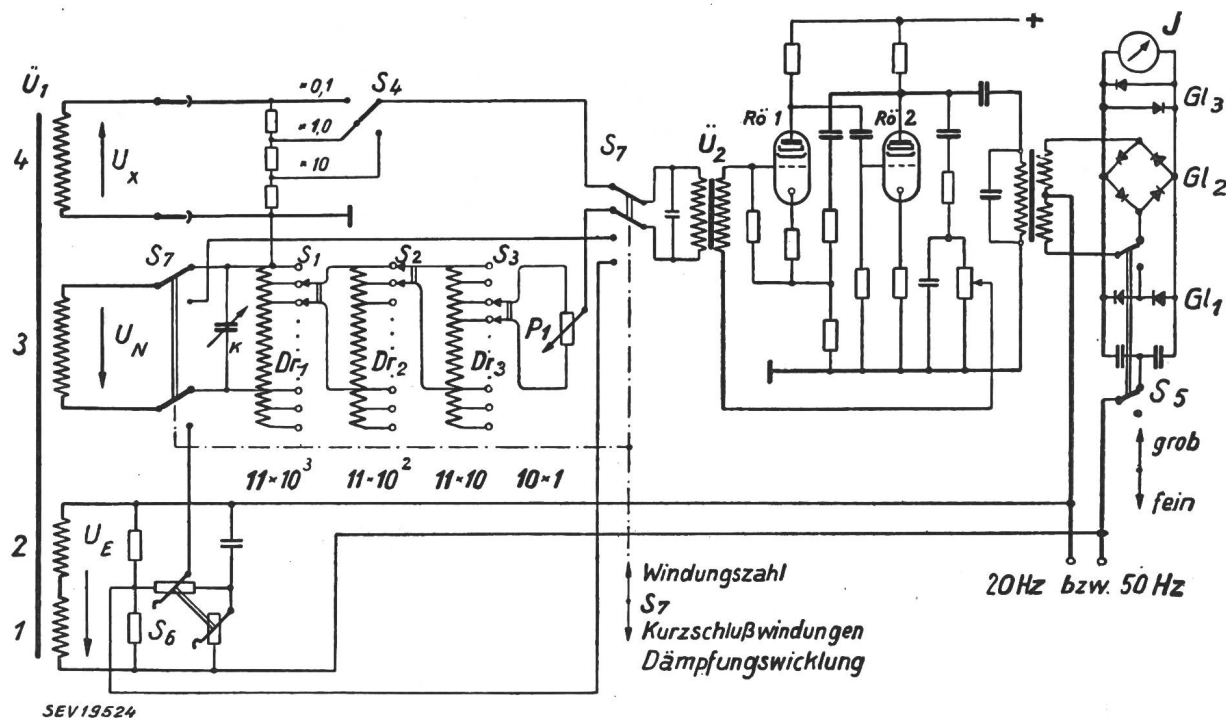 Ü1
4
Ux
3
UN
2
UE
1
S7
K
=0,1
=1,0
=10
S4
S1
S2
S3
P1
Dr1
Dr2
Dr3
11×10³
11×10²
11×10
10×1
S6
S7
Ü2
Rö 1
Rö 2
+
J
Gl3
Gl2
Gl1
S5
grob
fein
20Hz bzw. 50 Hz
Windungszahl
S7
Kurzschlußwindungen
Dämpfungswicklung
SEV19524